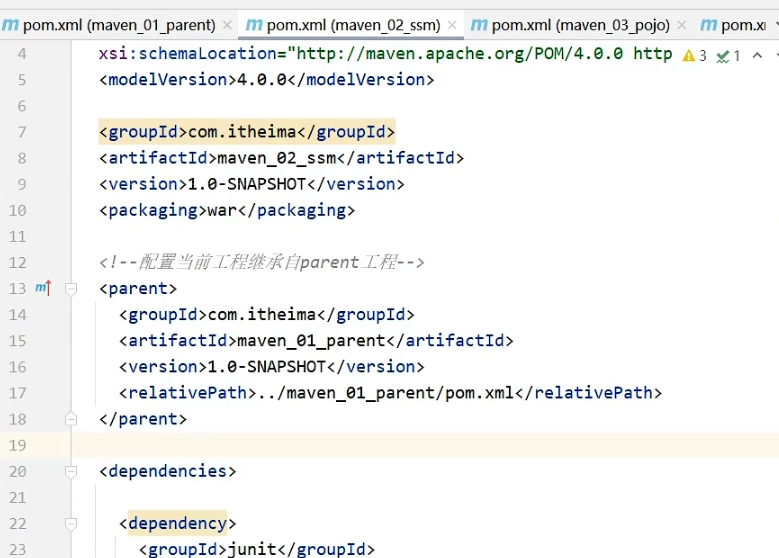 pom.xml (maven_01_parent) pom.xml (maven_02_ssm) pom.xml (maven_03_pojo)
4 xsi:schemaLocation="http://maven.apache.org/POM/4.0.0 http 3 1
5 <modelVersion>4.0.0</modelVersion>
6
7 <groupId>com.itheima</groupId>
8 <artifactId>maven_02_ssm</artifactId>
9 <version>1.0-SNAPSHOT</version>
10 <packaging>war</packaging>
11
12 <!--配置当前工程继承自parent工程-->
13 <parent>
14 <groupId>com.itheima</groupId>
15 <artifactId>maven_01_parent</artifactId>
16 <version>1.0-SNAPSHOT</version>
17 <relativePath>../maven_01_parent/pom.xml</relativePath>
18 </parent>
19
20 <dependencies>
21
22 <dependency>
23 <groupId>junit</groupId>